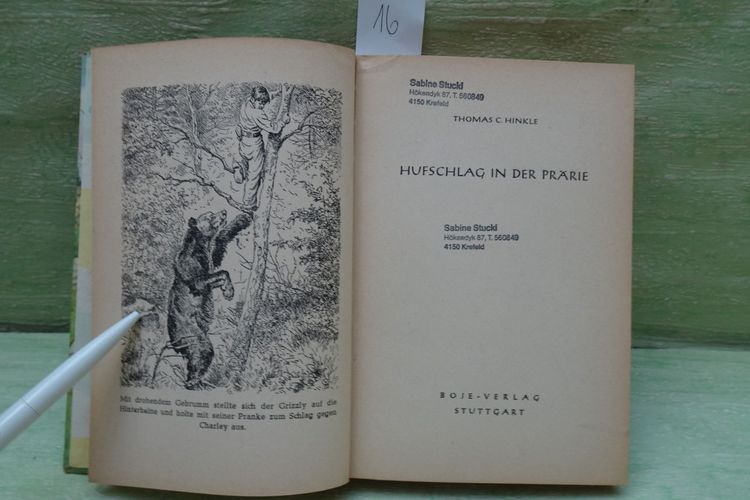 16
Mit drohendem Gebrumm stellte sich der Grizzly auf die
Hinterbeine und holte mit seiner Pranke zum Schlag gegen
Charley aus.
Sabine Stucki
Hökendyk 87, T. 560849
4150 Krefeld
THOMAS C. HINKLE
HUFSCHLAG IN DER PRÄRIE
Sabine Stucki
Hökendyk 87, T. 560849
4150 Krefeld
BOJE-VERLAG
STUTTGART